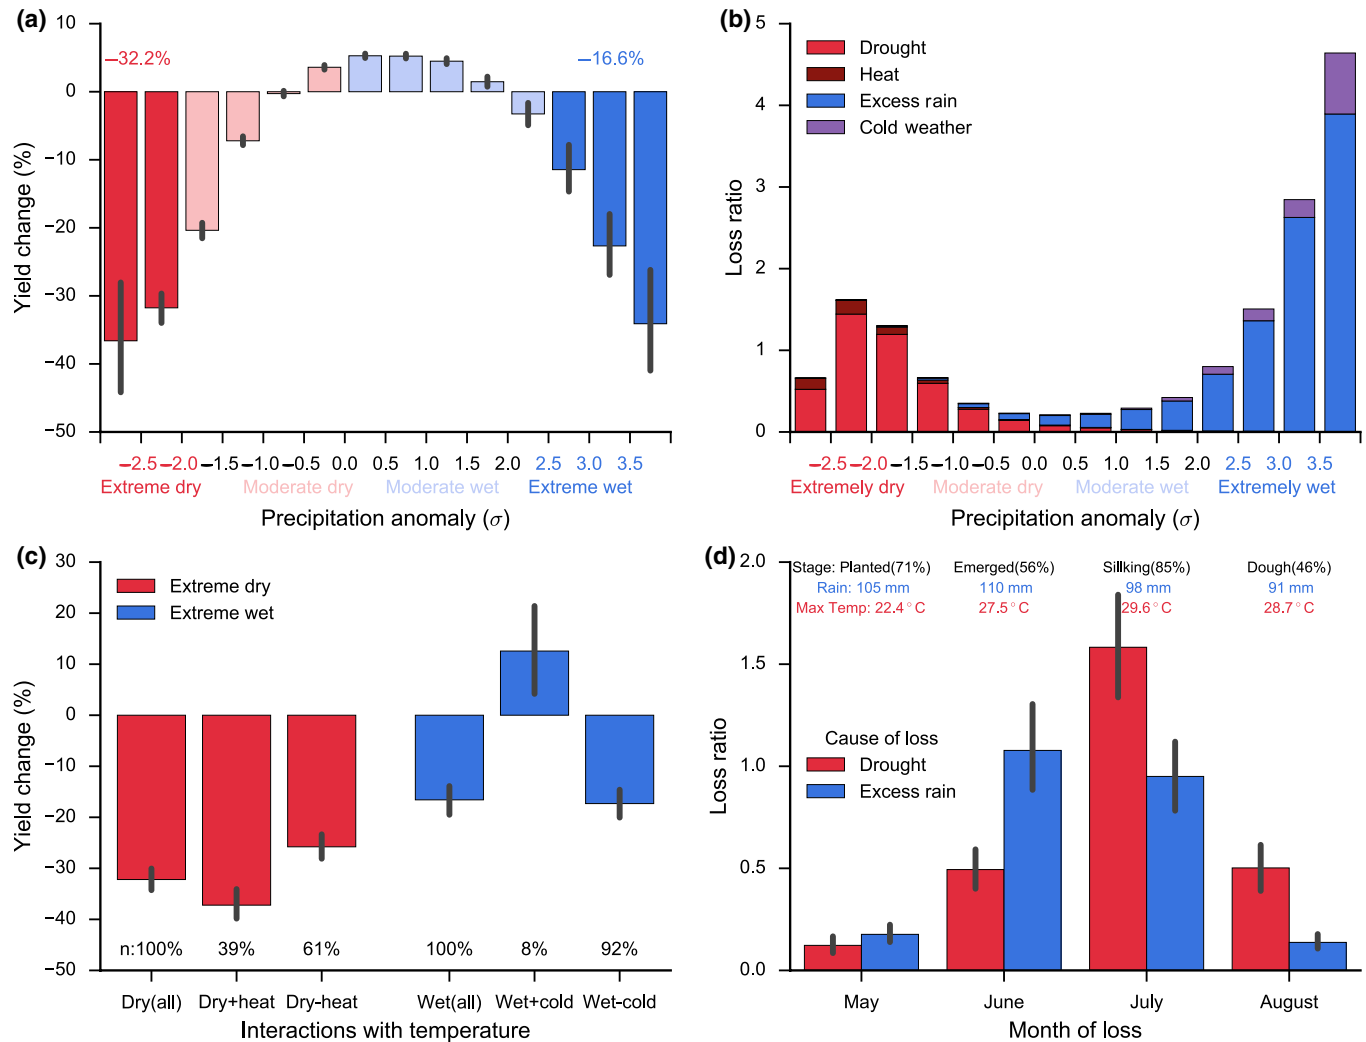 (a)
10
0
−10
−20
−30
−40
−50
Yield change (%)
−32.2%
−16.6%
−2.5 −2.0 −1.5 −1.0 −0.5 0.0 0.5 1.0 1.5 2.0 2.5 3.0 3.5
Extreme dry Moderate dry Moderate wet Extreme wet
Precipitation anomaly (σ)
(b)
5
4
3
2
1
0
Loss ratio
Drought
Heat
Excess rain
Cold weather
−2.5 −2.0 −1.5 −1.0 −0.5 0.0 0.5 1.0 1.5 2.0 2.5 3.0 3.5
Extremely dry Moderate dry Moderate wet Extremely wet
Precipitation anomaly (σ)
(c)
30
20
10
0
−10
−20
−30
−40
−50
Yield change (%)
Extreme dry
Extreme wet
n:100% 39% 61% 100% 8% 92%
Dry(all) Dry+heat Dry-heat Wet(all) Wet+cold Wet-cold
Interactions with temperature
(d)
2.0
1.5
1.0
0.5
0.0
Loss ratio
Stage: Planted(71%) Emerged(56%) Sillking(85%) Dough(46%)
Rain: 105 mm 110 mm 98 mm 91 mm
Max Temp: 22.4°C 27.5°C 29.6°C 28.7°C
Cause of loss
Drought
Excess rain
May June July August
Month of loss